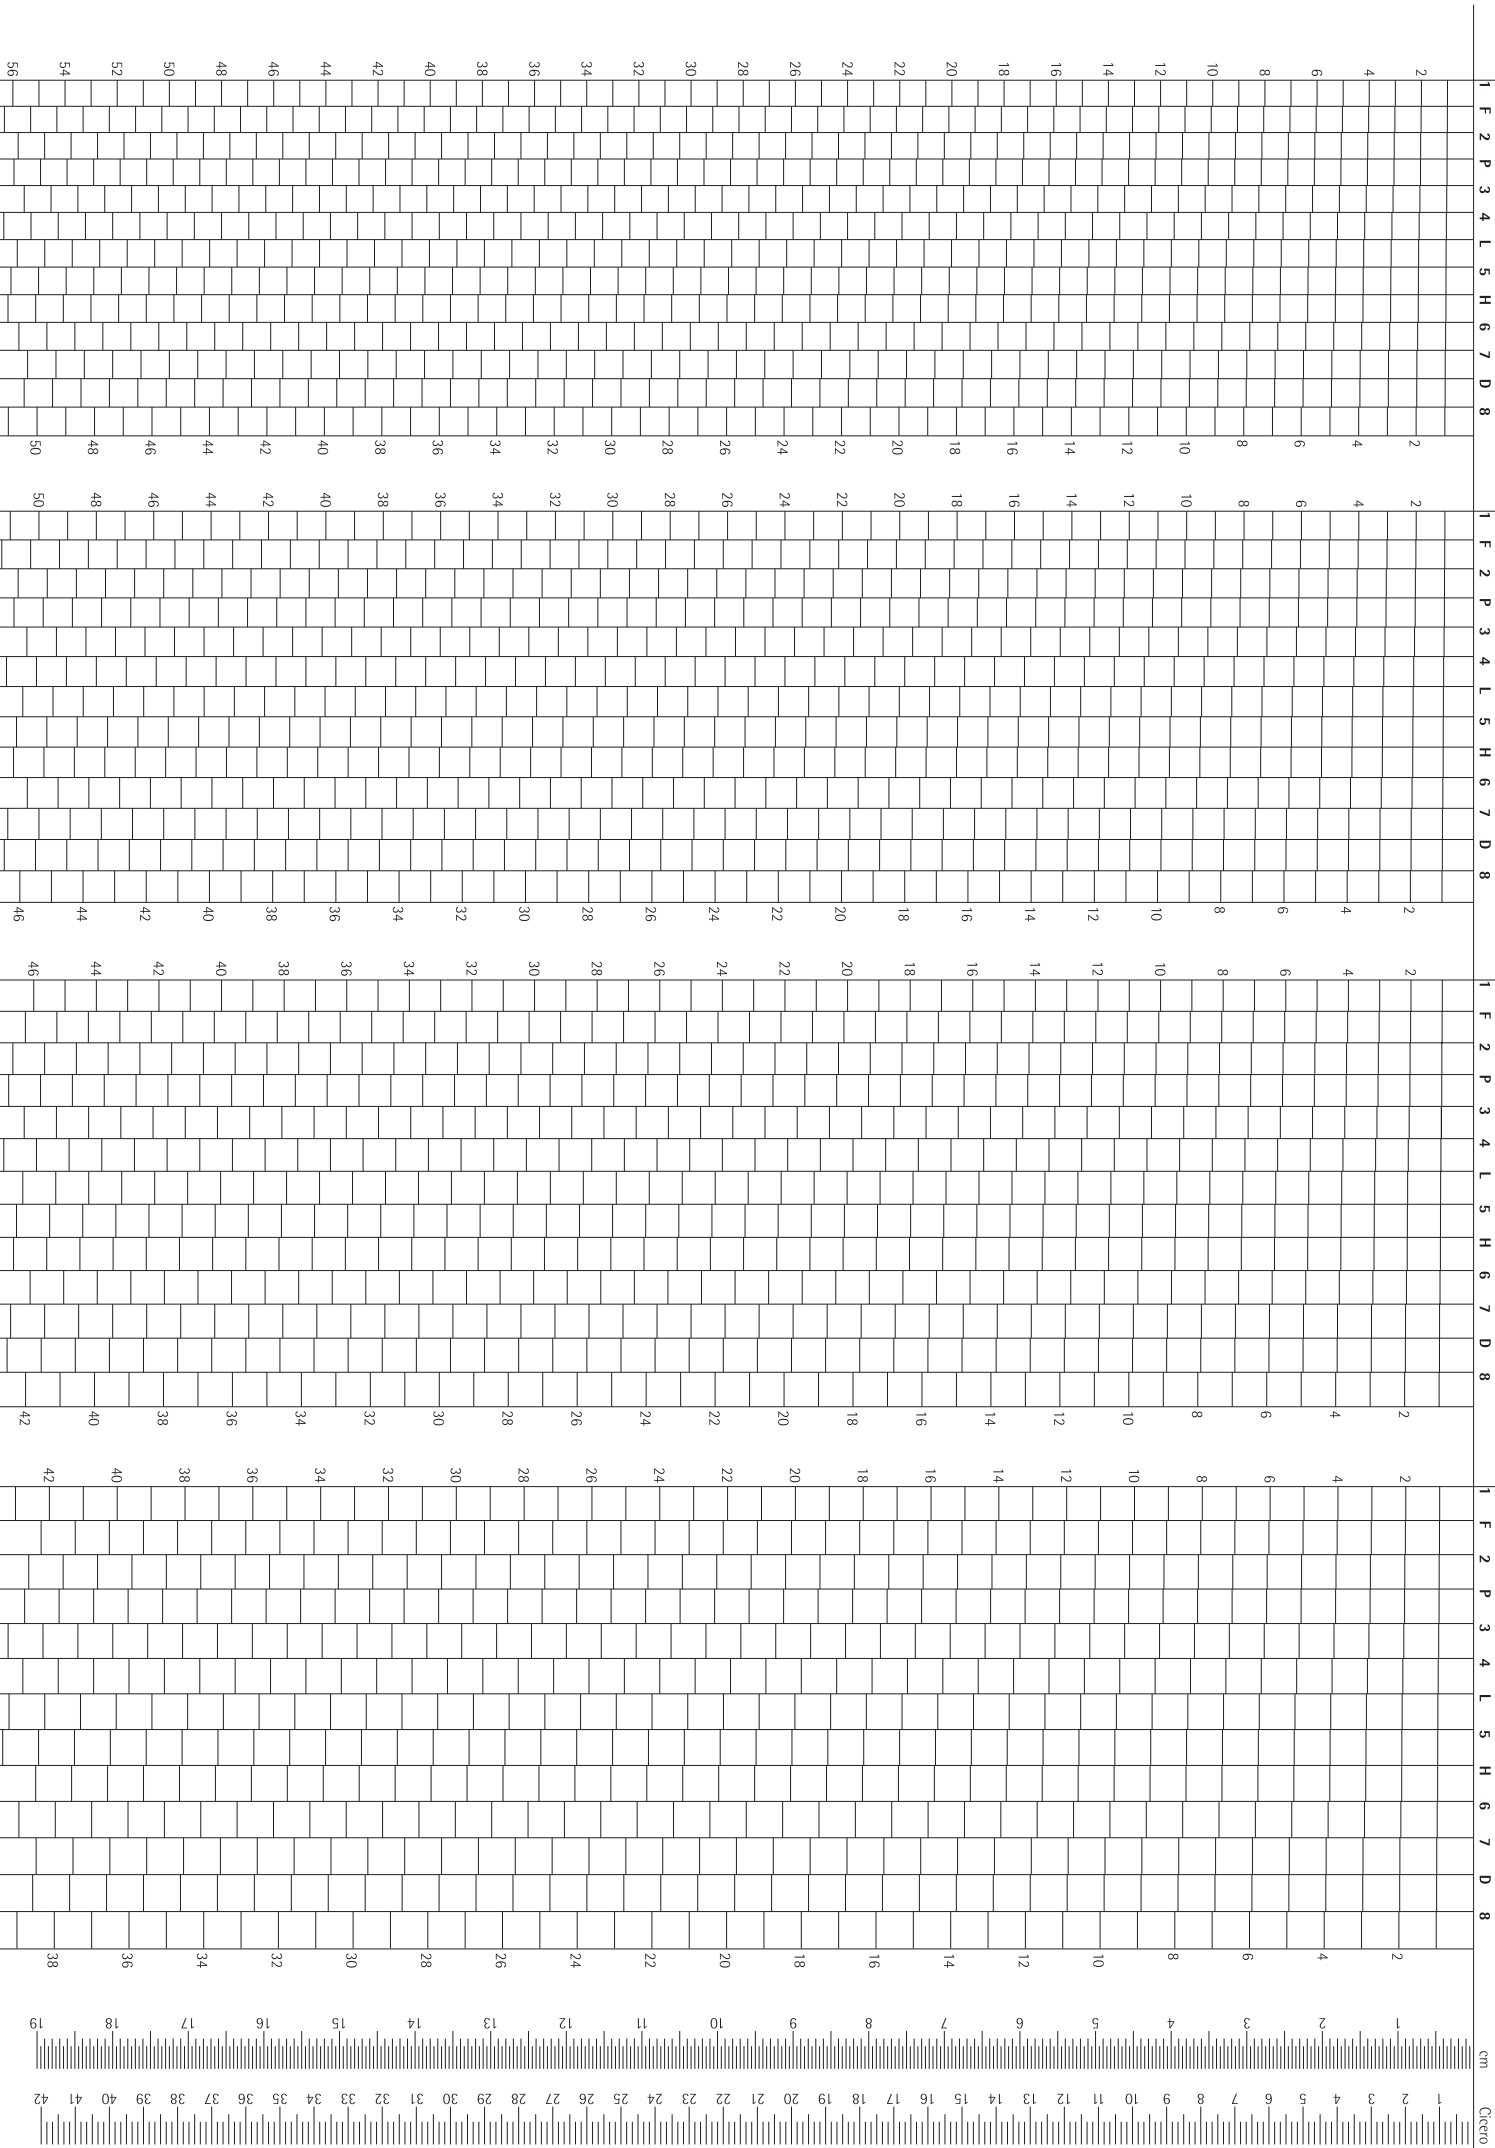 56 54 52 50 48 46 44 42 40 38 36 34 32 30 28 26 24 22 20 18 16 14 12 10 8 6 4 2
1 F 2 P 3 4 L 5 H 6 7 D 8
50 48 46 44 42 40 38 36 34 32 30 28 26 24 22 20 18 16 14 12 10 8 6 4 2
50 48 46 44 42 40 38 36 34 32 30 28 26 24 22 20 18 16 14 12 10 8 6 4 2
1 F 2 P 3 4 L 5 H 6 7 D 8
46 44 42 40 38 36 34 32 30 28 26 24 22 20 18 16 14 12 10 8 6 4 2
46 44 42 40 38 36 34 32 30 28 26 24 22 20 18 16 14 12 10 8 6 4 2
1 F 2 P 3 4 L 5 H 6 7 D 8
42 40 38 36 34 32 30 28 26 24 22 20 18 16 14 12 10 8 6 4 2
42 40 38 36 34 32 30 28 26 24 22 20 18 16 14 12 10 8 6 4 2
1 F 2 P 3 4 L 5 H 6 7 D 8
38 36 34 32 30 28 26 24 22 20 18 16 14 12 10 8 6 4 2
19 18 17 16 15 14 13 12 11 10 9 8 7 6 5 4 3 2 1
cm
42 41 40 39 38 37 36 35 34 33 32 31 30 29 28 27 26 25 24 23 22 21 20 19 18 17 16 15 14 13 12 11 10 9 8 7 6 5 4 3 2 1
Cicero